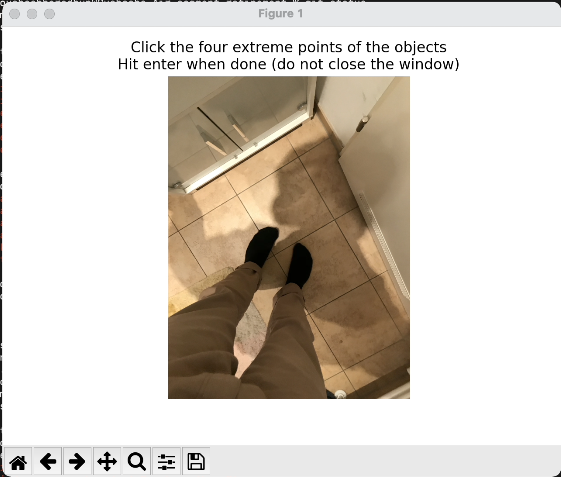 Figure 1
Click the four extreme points of the objects
Hit enter when done (do not close the window)